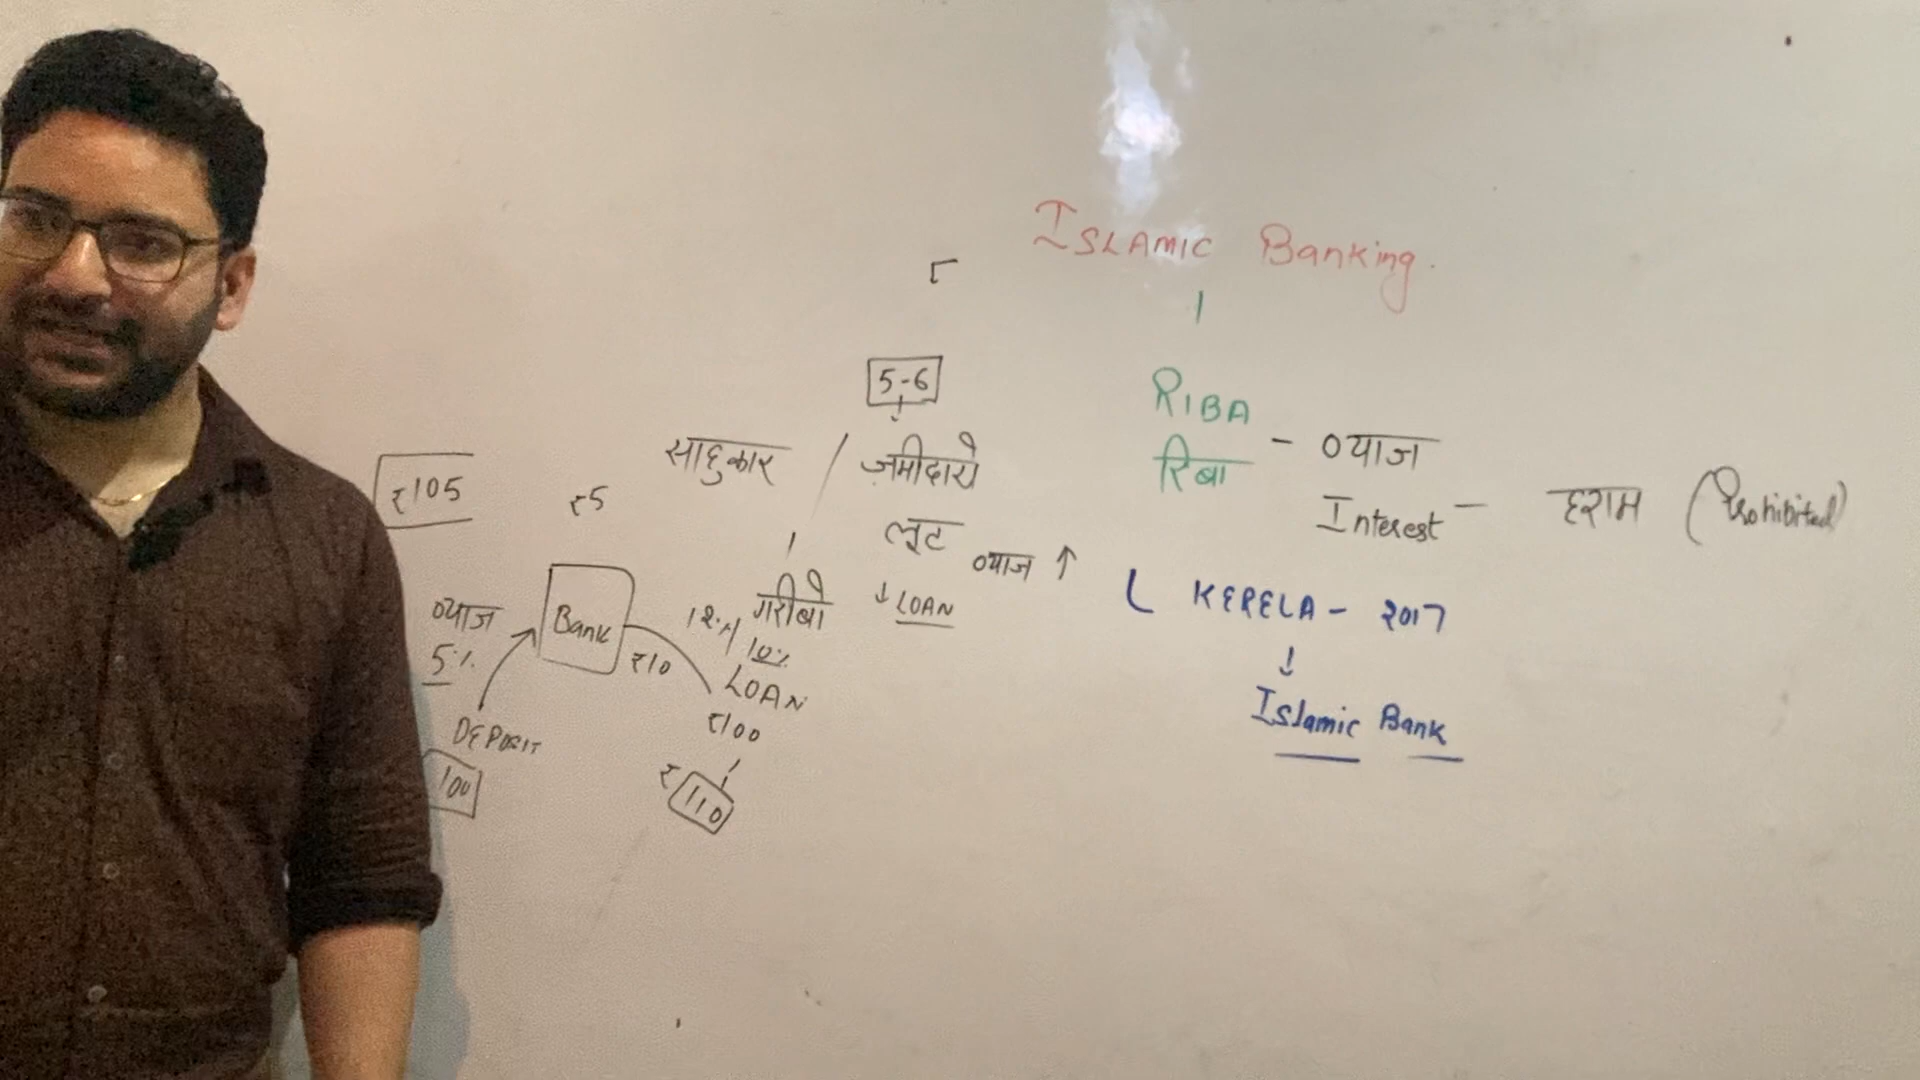 ISLAMIC Banking.
RIBA
रिबा - ब्याज
Interest - हराम (Prohibited)
KERELA - 2017
Islamic Bank
5-6
साहुकार / ज़मीदारो
लूट
ब्याज ↑
↓ LOAN
गरीबो
₹105
₹5
ब्याज
5%
Bank
DEPOSIT
100
₹10
12% / 10%
LOAN
₹100
₹ 110